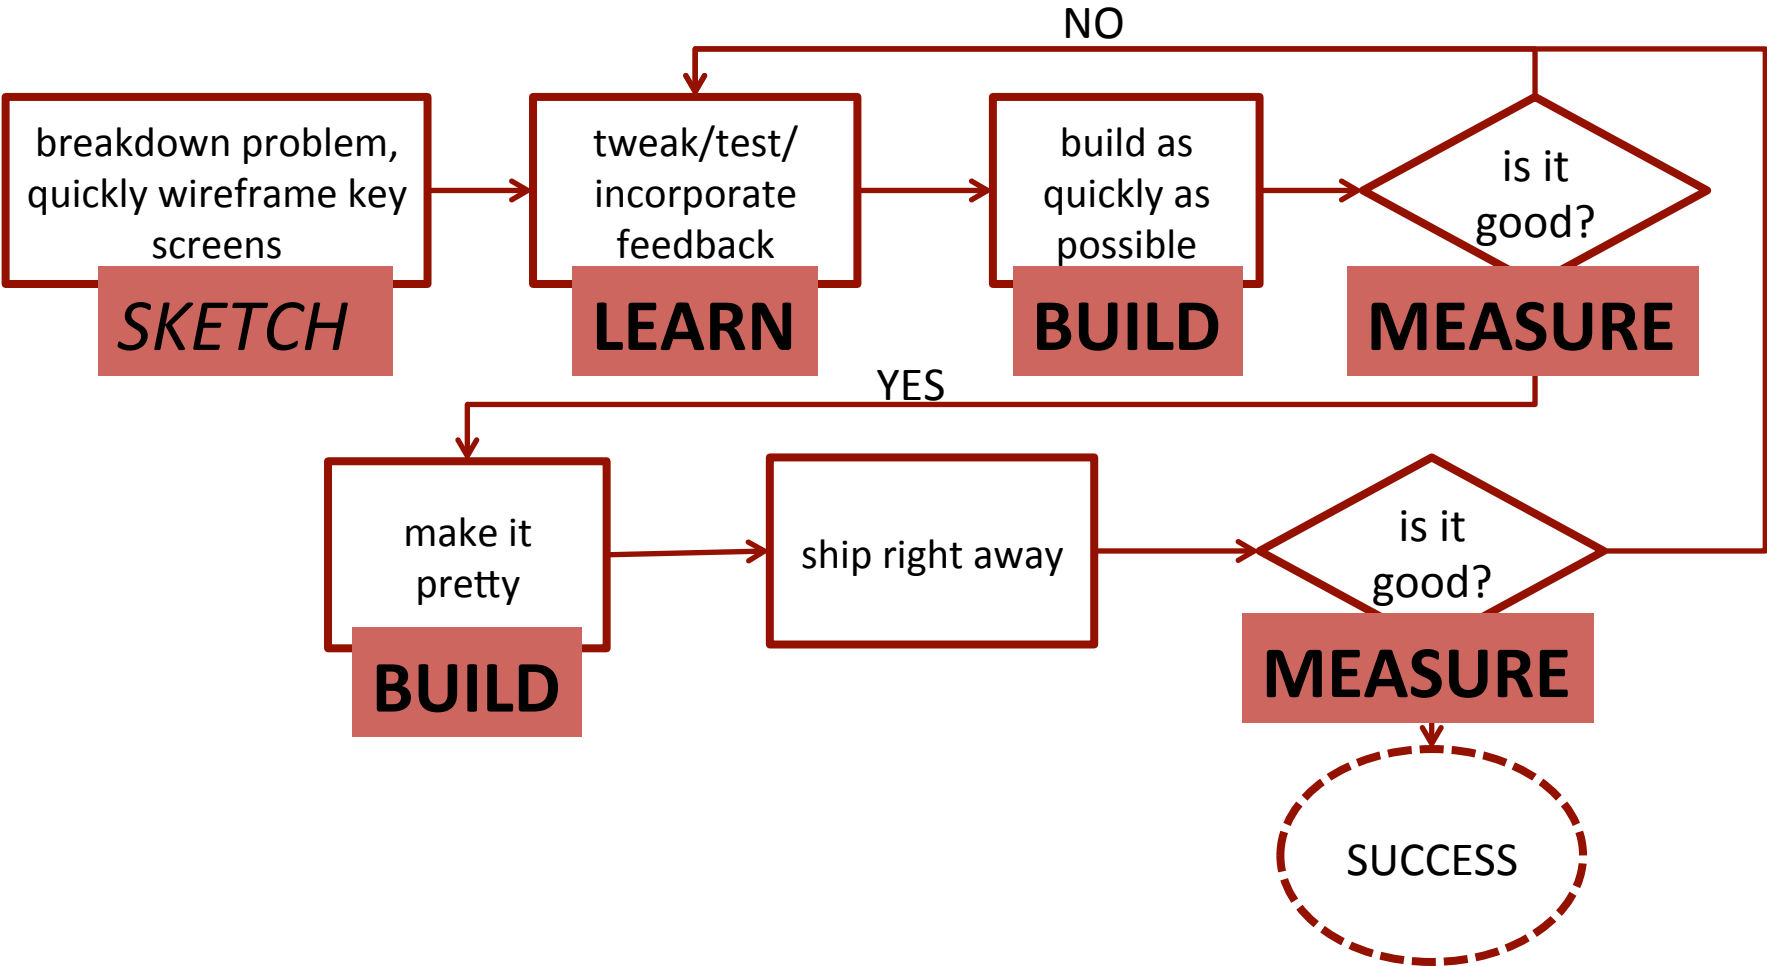 NO
breakdown problem,
quickly wireframe key
screens
SKETCH
tweak/test/
incorporate
feedback
LEARN
build as
quickly as
possible
BUILD
is it
good?
MEASURE
YES
make it
pretty
BUILD
ship right away
is it
good?
MEASURE
SUCCESS